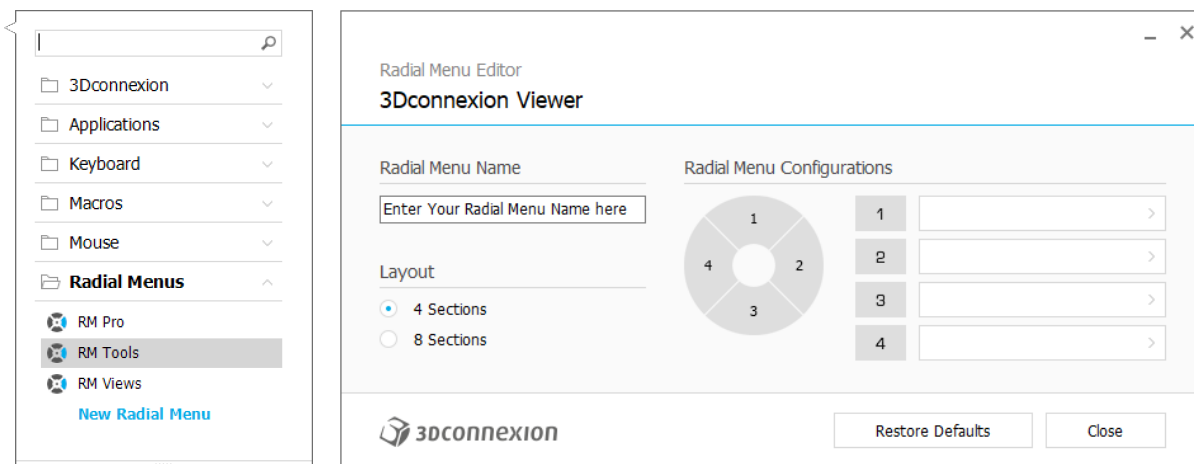 3Dconnexion
Applications
Keyboard
Macros
Mouse
Radial Menus
RM Pro
RM Tools
RM Views
New Radial Menu
Radial Menu Editor
3Dconnexion Viewer
Radial Menu Name
Enter Your Radial Menu Name here
Layout
4 Sections
8 Sections
Radial Menu Configurations
1
4 2
3
1
2
3
4
3Dconnexion
Restore Defaults Close